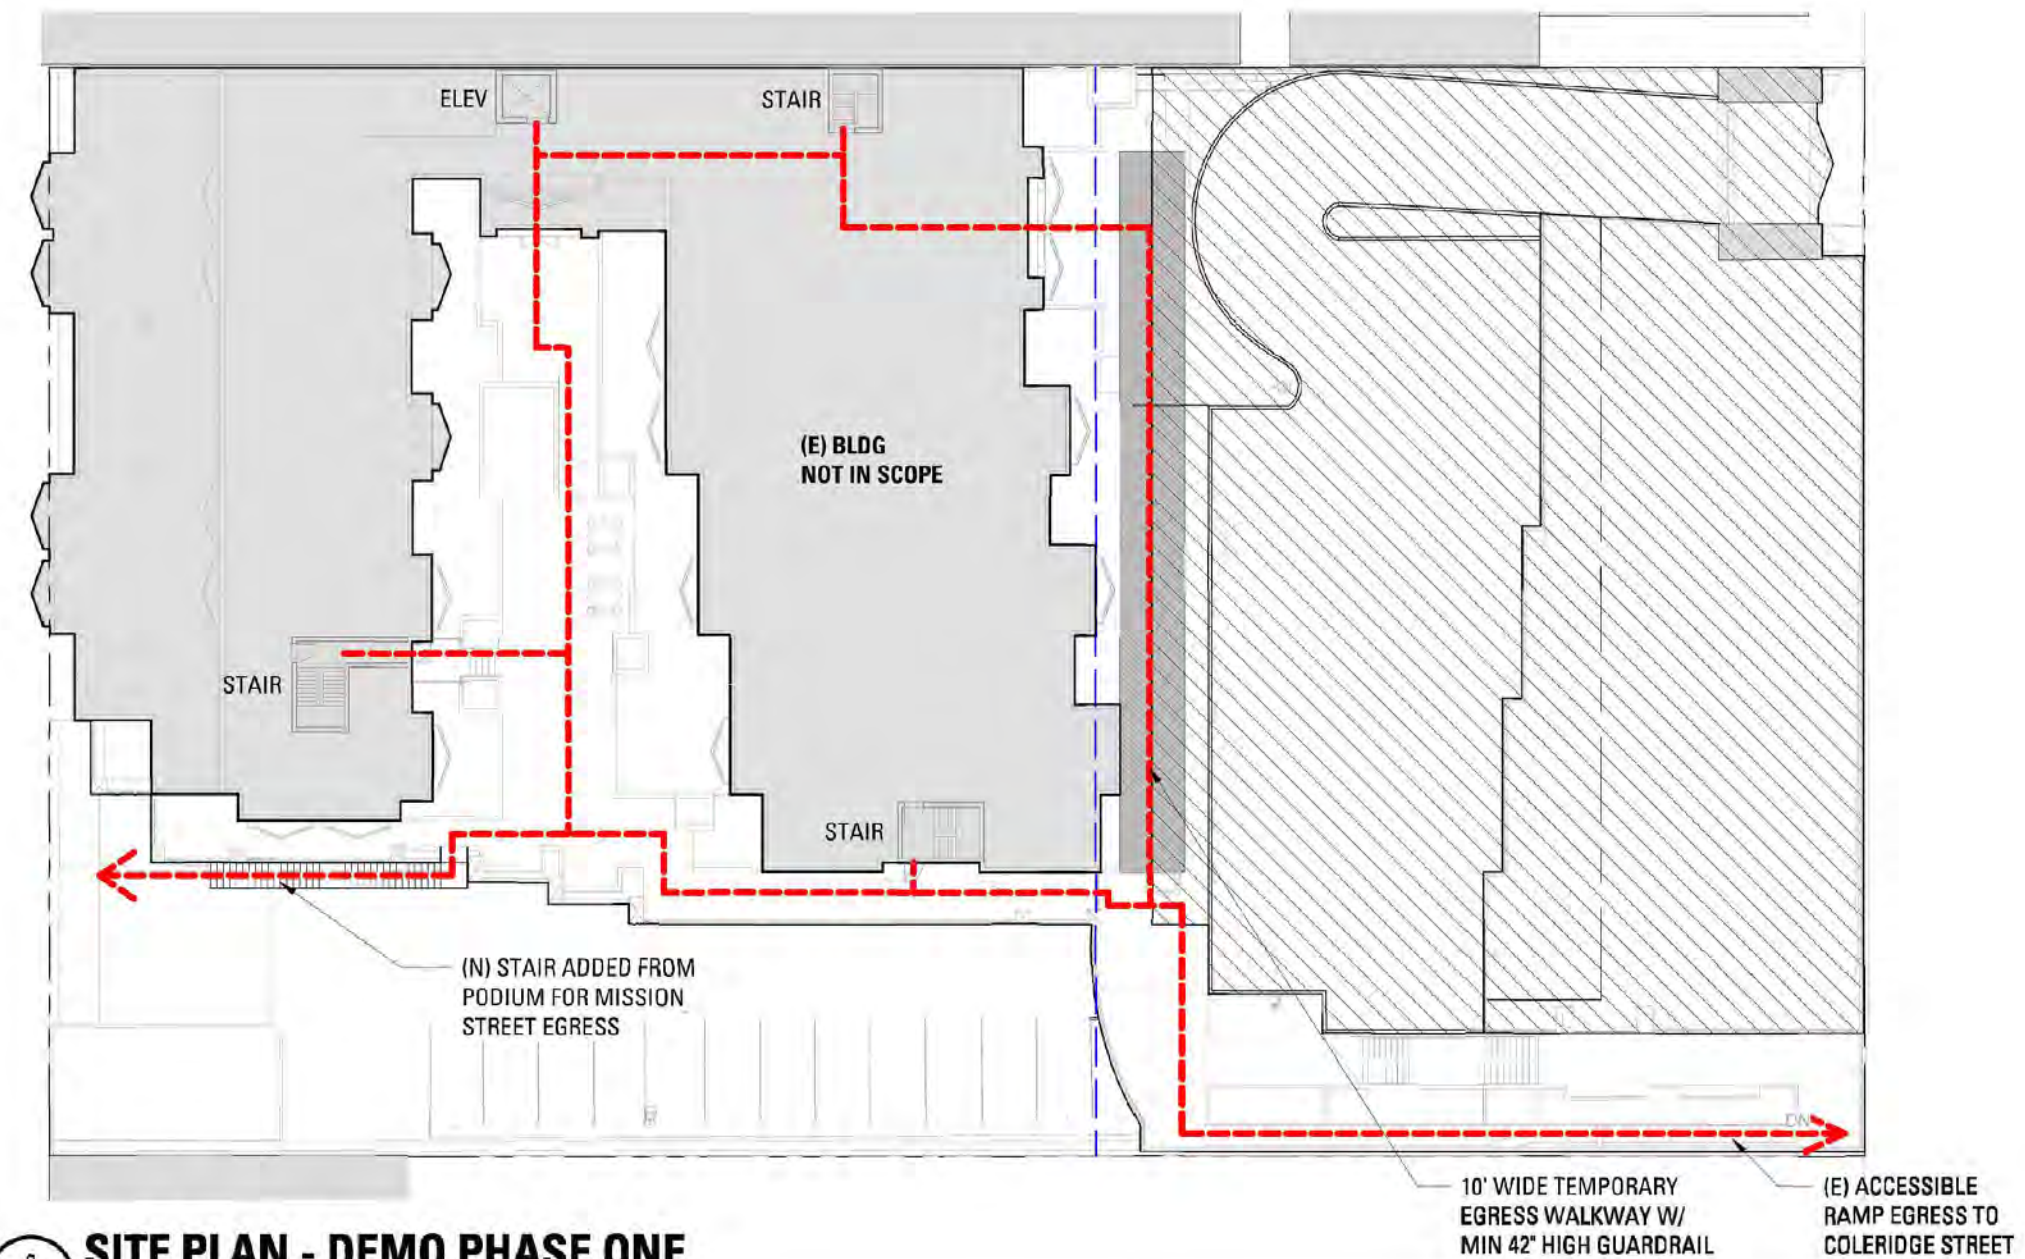 ELEV
STAIR
(E) BLDG
NOT IN SCOPE
STAIR
STAIR
(N) STAIR ADDED FROM
PODIUM FOR MISSION
STREET EGRESS
DN
10' WIDE TEMPORARY
EGRESS WALKWAY W/
MIN 42" HIGH GUARDRAIL
(E) ACCESSIBLE
RAMP EGRESS TO
COLERIDGE STREET
SITE PLAN - DEMO PHASE ONE